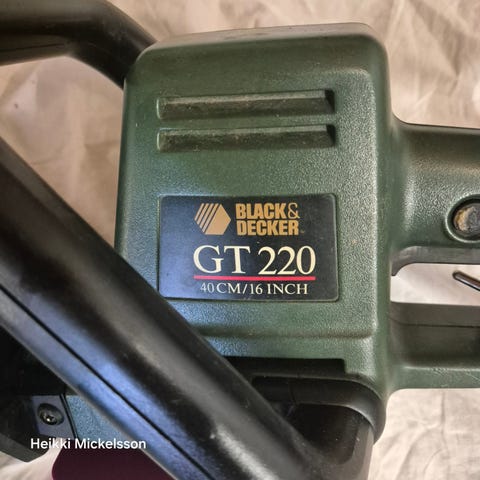 BLACK&
DECKER
GT 220
40 CM/16 INCH
Heikki Mickelsson